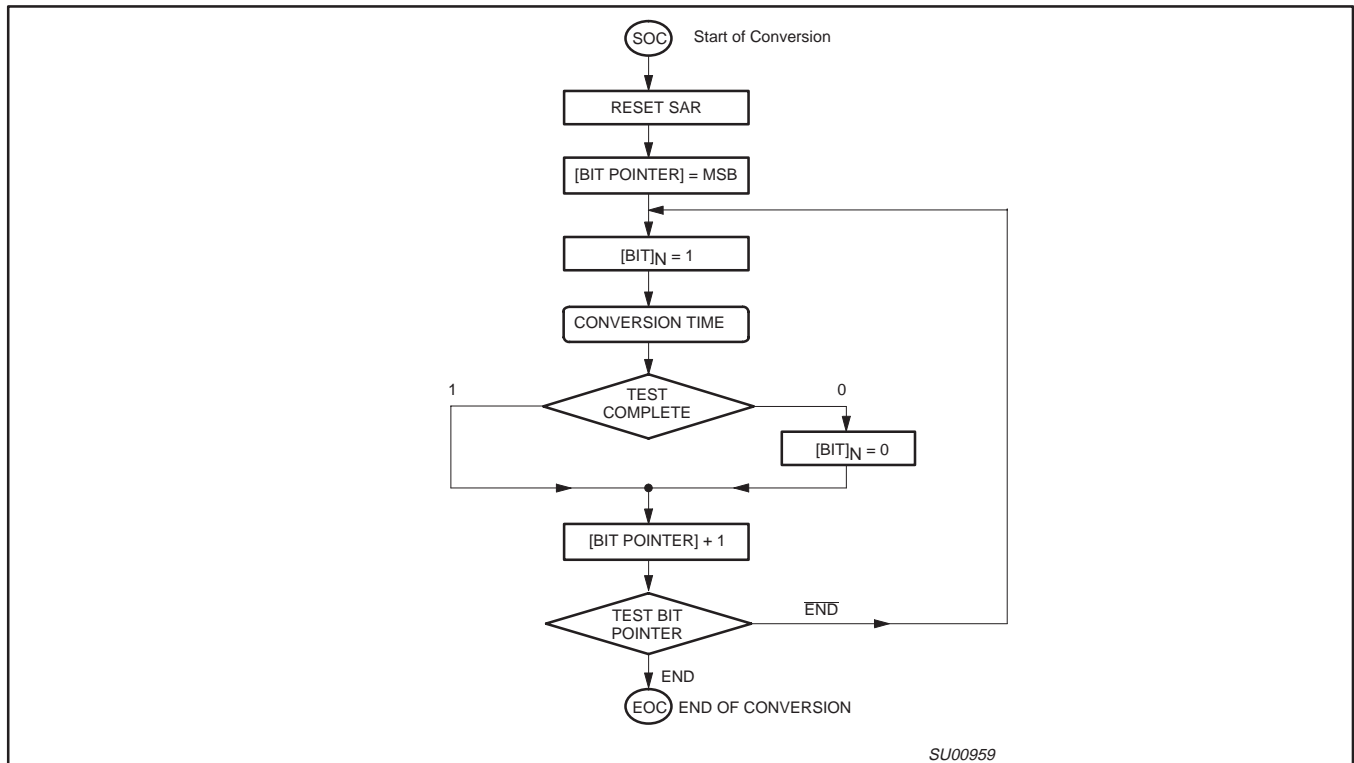 SOC Start of Conversion
RESET SAR
[BIT POINTER] = MSB
[BIT]N = 1
CONVERSION TIME
1
TEST
COMPLETE
0
[BIT]N = 0
[BIT POINTER] + 1
TEST BIT
POINTER
END
END
EOC END OF CONVERSION
SU00959